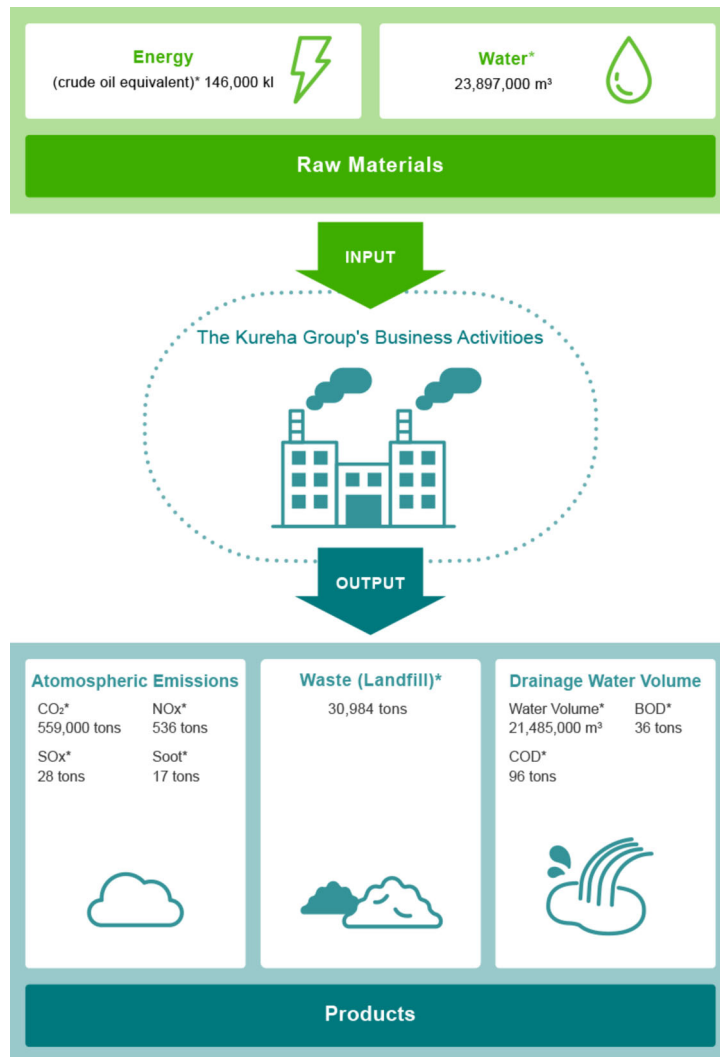 Energy
(crude oil equivalent)* 146,000 kl
Water*
23,897,000 m³
Raw Materials
INPUT
The Kureha Group's Business Activitioes
OUTPUT
Atomospheric Emissions
CO₂*
559,000 tons
NOx*
536 tons
SOx*
28 tons
Soot*
17 tons
Waste (Landfill)*
30,984 tons
Drainage Water Volume
Water Volume*
21,485,000 m³
BOD*
36 tons
COD*
96 tons
Products